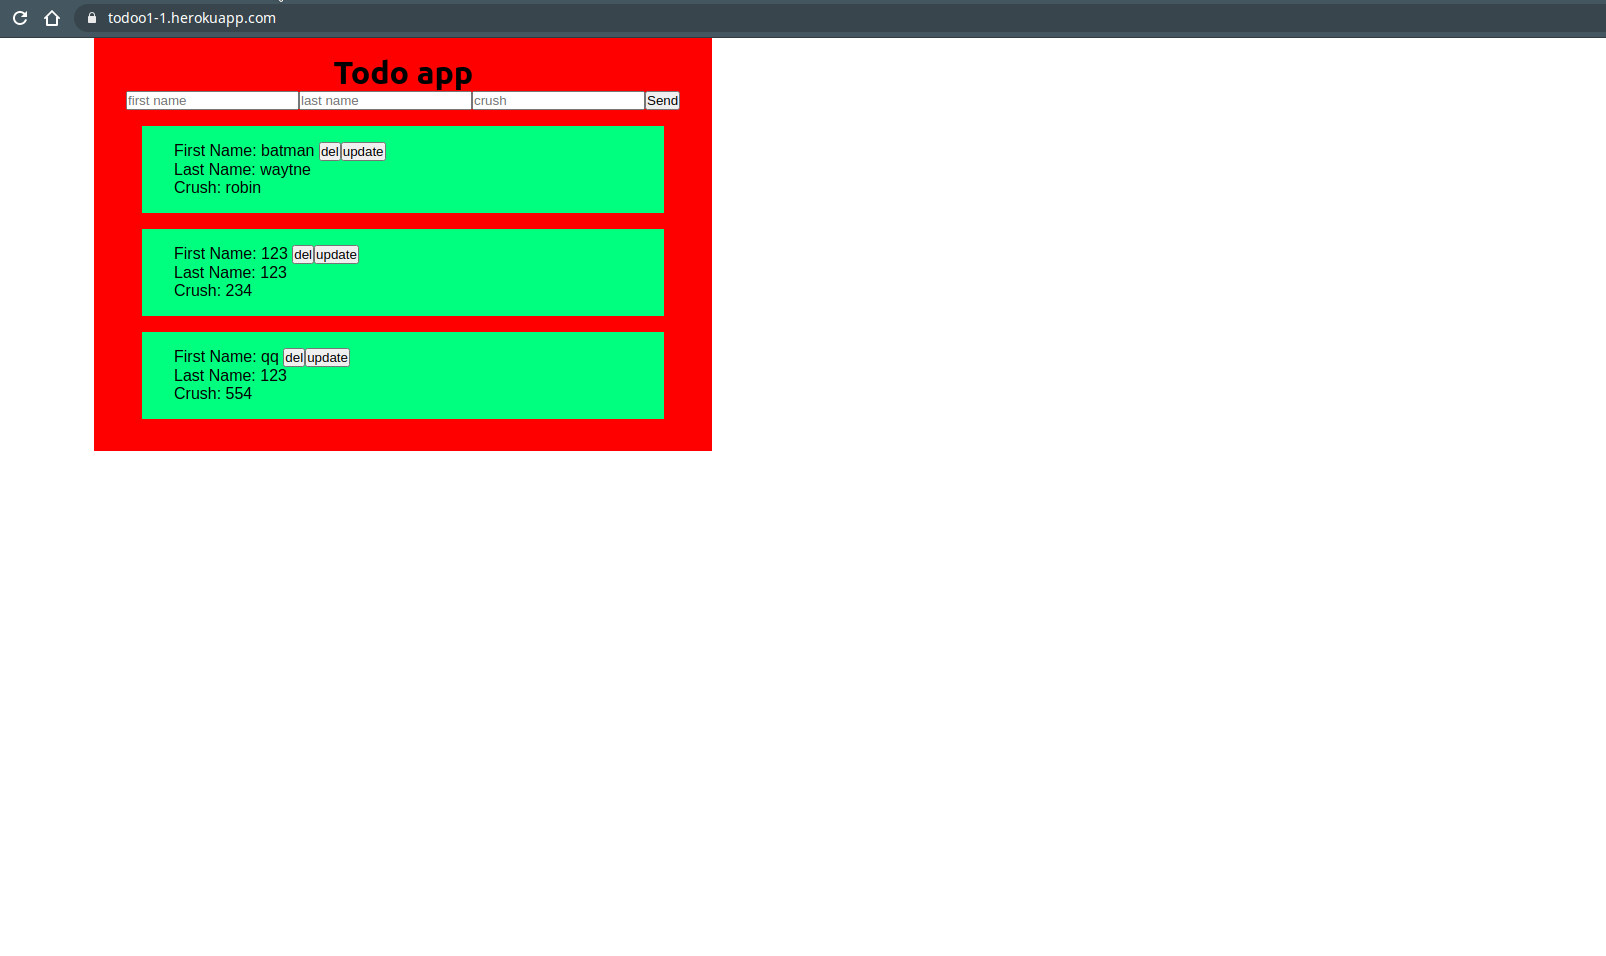 todoo1-1.herokuapp.com
Todo app
first name last name crush Send
First Name: batman del update
Last Name: waytne
Crush: robin
First Name: 123 del update
Last Name: 123
Crush: 234
First Name: qq del update
Last Name: 123
Crush: 554